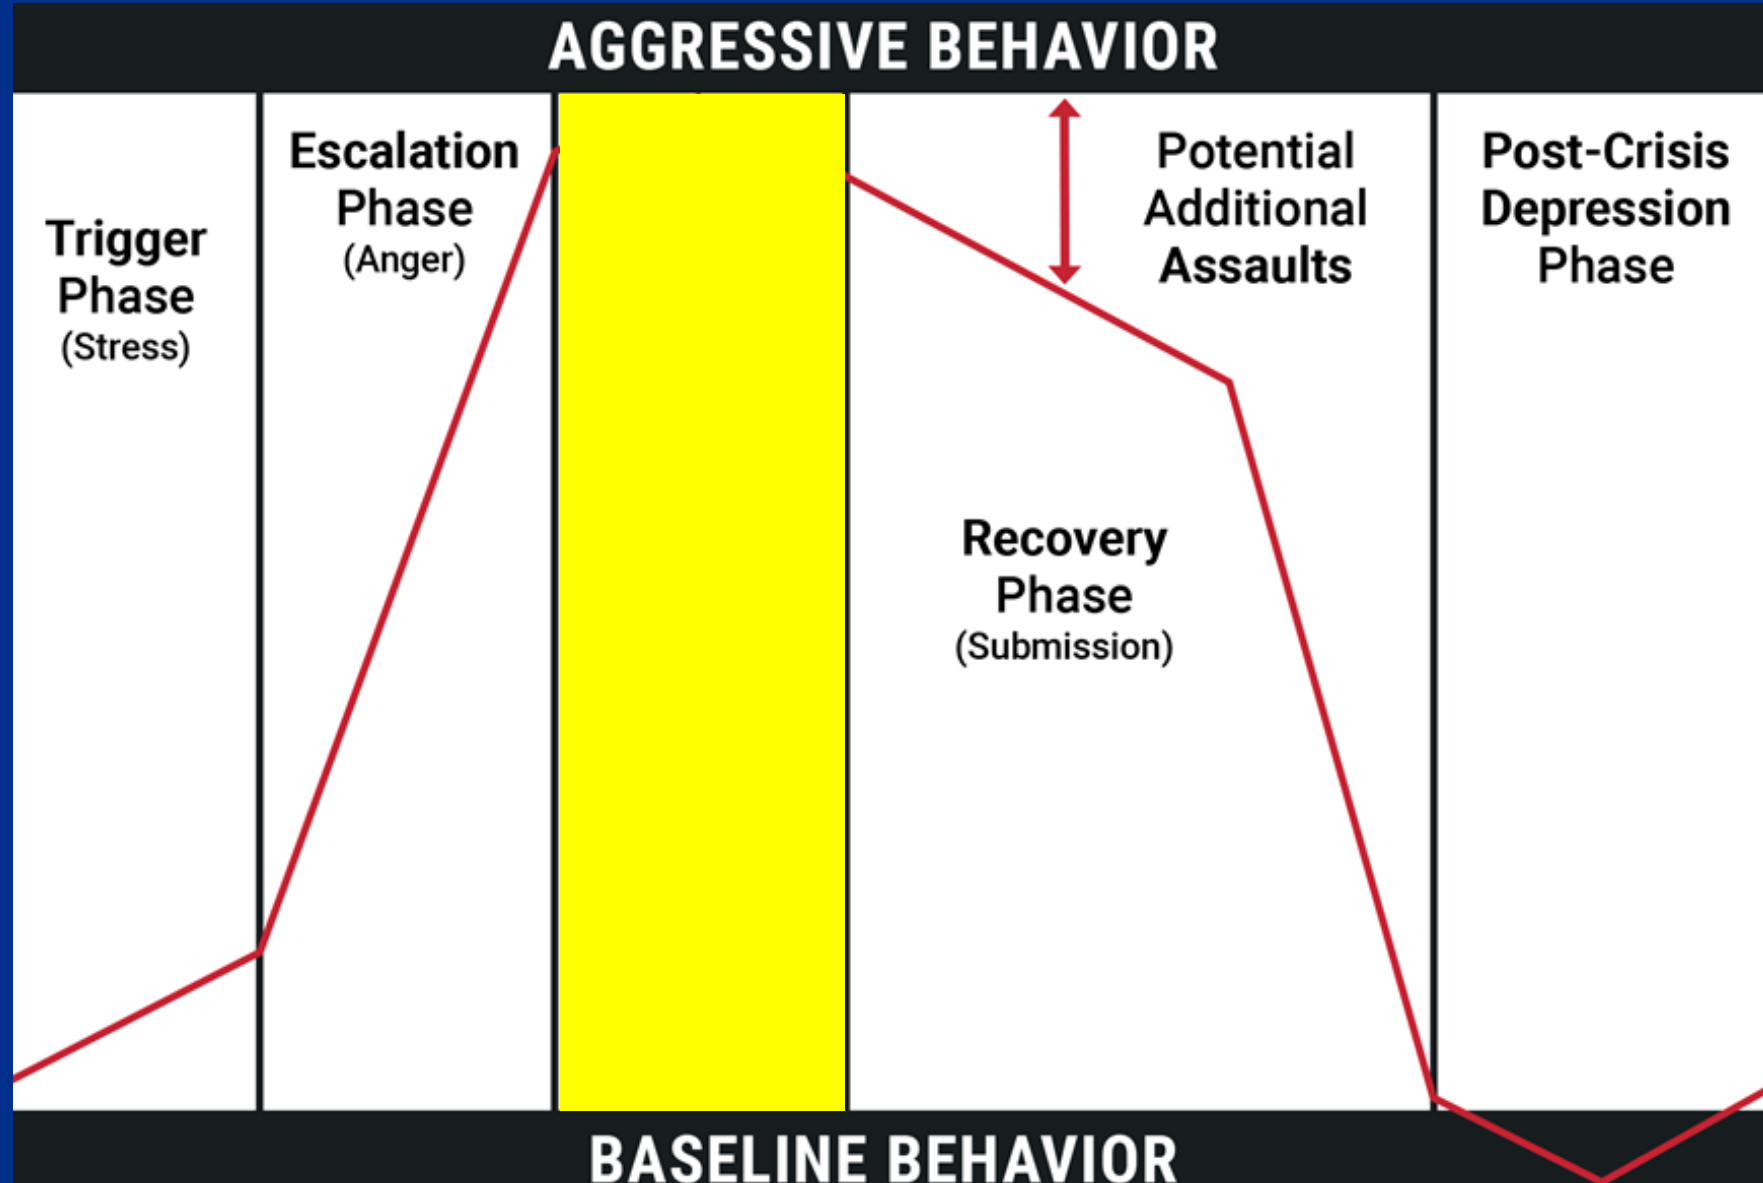 AGGRESSIVE BEHAVIOR
Trigger
Phase
(Stress)
Escalation
Phase
(Anger)
Potential
Additional
Assaults
Recovery
Phase
(Submission)
Post-Crisis
Depression
Phase
BASELINE BEHAVIOR